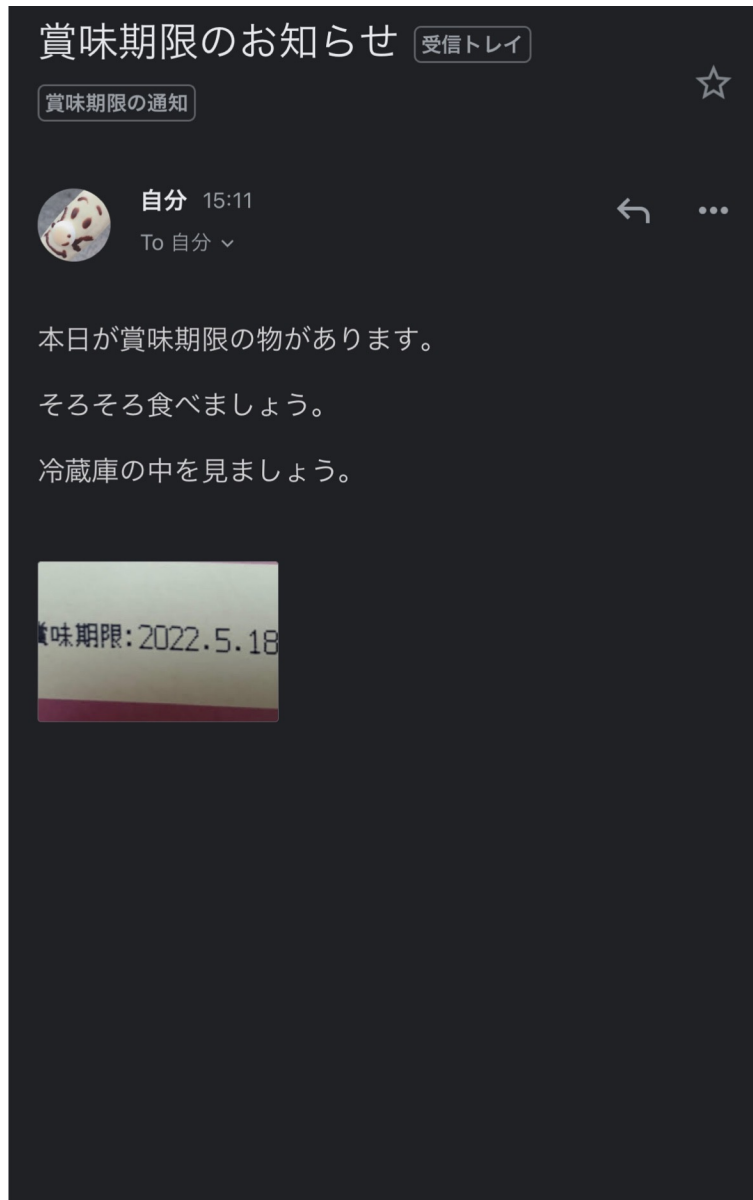 賞味期限のお知らせ 受信トレイ
賞味期限の通知
自分 15:11
To 自分
本日が賞味期限の物があります。
そろそろ食べましょう。
冷蔵庫の中を見ましょう。
賞味期限:2022.5.18